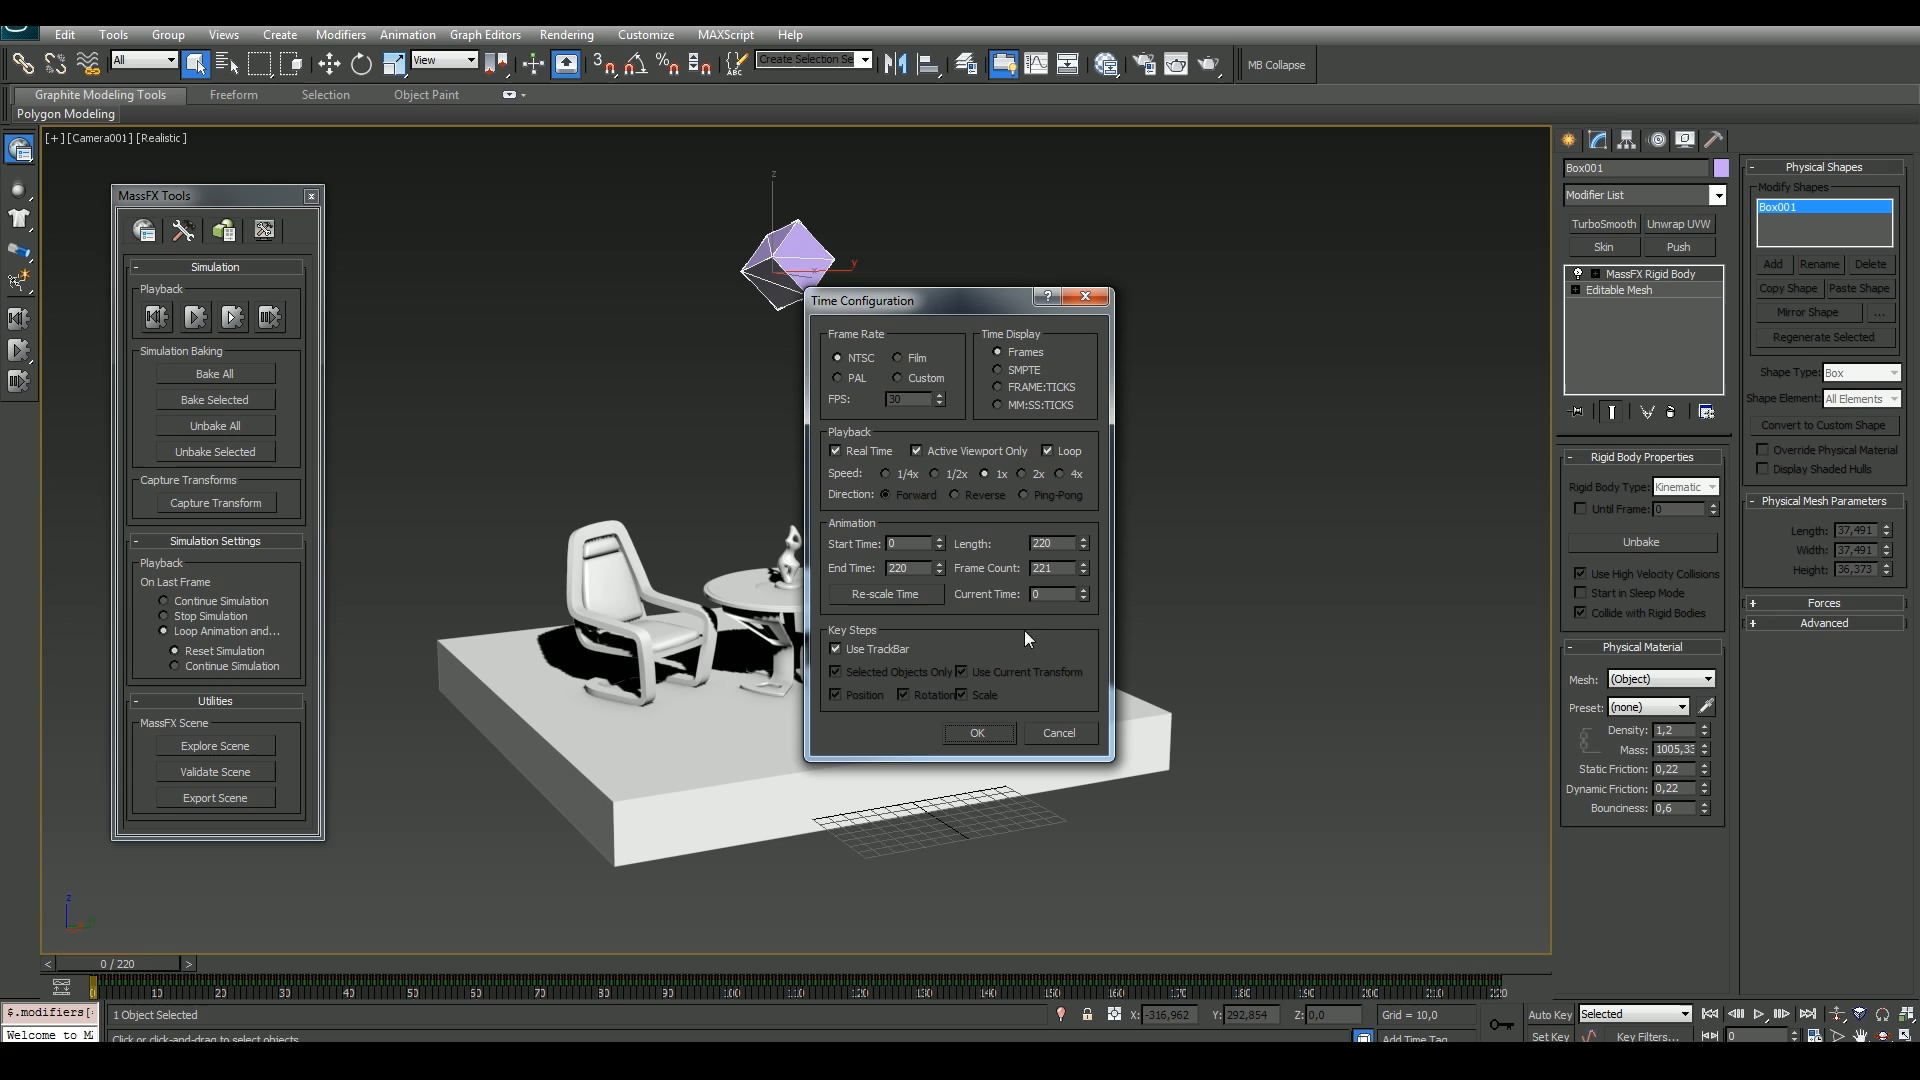 Edit Tools Group Views Create Modifiers Animation Graph Editors Rendering Customize MAXScript Help
All View Create Selection Se MB Collapse
Graphite Modeling Tools Freeform Selection Object Paint
Polygon Modeling
[+] [Camera001] [Realistic]
MassFX Tools
Simulation
Playback
Simulation Baking
Bake All
Bake Selected
Unbake All
Unbake Selected
Capture Transforms
Capture Transform
Simulation Settings
Playback
On Last Frame
Continue Simulation
Stop Simulation
Loop Animation and...
Reset Simulation
Continue Simulation
Utilities
MassFX Scene
Explore Scene
Validate Scene
Export Scene
z
y
x
Time Configuration
Frame Rate
NTSC Film
PAL Custom
FPS: 30
Time Display
Frames
SMPTE
FRAME:TICKS
MM:SS:TICKS
Playback
Real Time Active Viewport Only Loop
Speed: 1/4x 1/2x 1x 2x 4x
Direction: Forward Reverse Ping-Pong
Animation
Start Time: 0 Length: 220
End Time: 220 Frame Count: 221
Re-scale Time Current Time: 0
Key Steps
Use TrackBar
Selected Objects Only Use Current Transform
Position Rotation Scale
OK Cancel
Box001
Modifier List
TurboSmooth Unwrap UVW
Skin Push
MassFX Rigid Body
Editable Mesh
Rigid Body Properties
Rigid Body Type: Kinematic
Until Frame: 0
Unbake
Use High Velocity Collisions
Start in Sleep Mode
Collide with Rigid Bodies
Physical Material
Mesh: (Object)
Preset: (none)
Density: 1,2
Mass: 1005,33
Static Friction: 0,22
Dynamic Friction: 0,22
Bounciness: 0,6
Physical Shapes
Modify Shapes
Box001
Add Rename Delete
Copy Shape Paste Shape
Mirror Shape ...
Regenerate Selected
Shape Type: Box
Shape Element: All Elements
Convert to Custom Shape
Override Physical Material
Display Shaded Hulls
Physical Mesh Parameters
Length: 37,491
Width: 37,491
Height: 36,373
Forces
Advanced
z
< 0 / 220 >
0 10 20 30 40 50 60 70 80 90 100 110 120 130 140 150 160 170 180 190 200 210 220
$.modifiers[ 1 Object Selected X: -316,962 Y: 292,854 Z: 0,0 Grid = 10,0 Auto Key Selected
Welcome to M Click or click-and-drag to select objects Add Time Tag Set Key Key Filters... 0